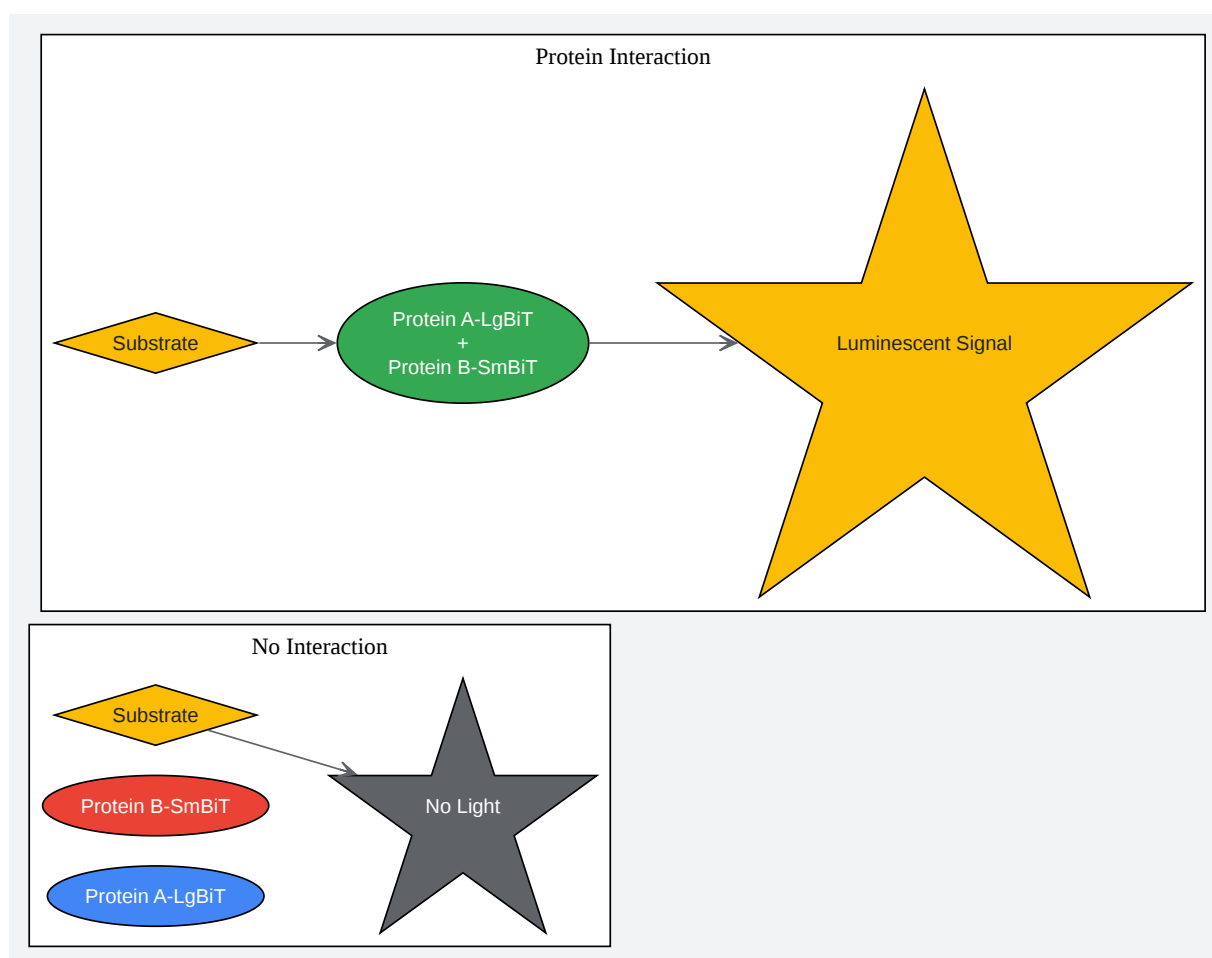 Protein Interaction
Substrate
Protein A-LgBiT
+
Protein B-SmBiT
Luminescent Signal
No Interaction
Substrate
Protein B-SmBiT
No Light
Protein A-LgBiT